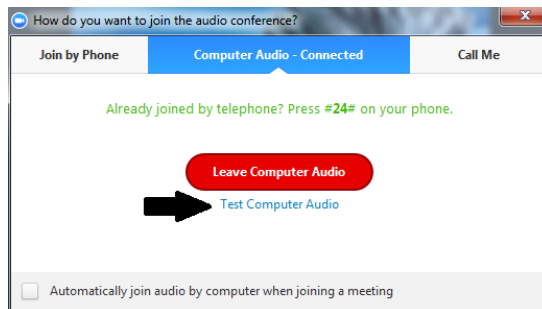 How do you want to join the audio conference?
Join by Phone
Computer Audio - Connected
Call Me
Already joined by telephone? Press #24# on your phone.
Leave Computer Audio
Test Computer Audio
Automatically join audio by computer when joining a meeting